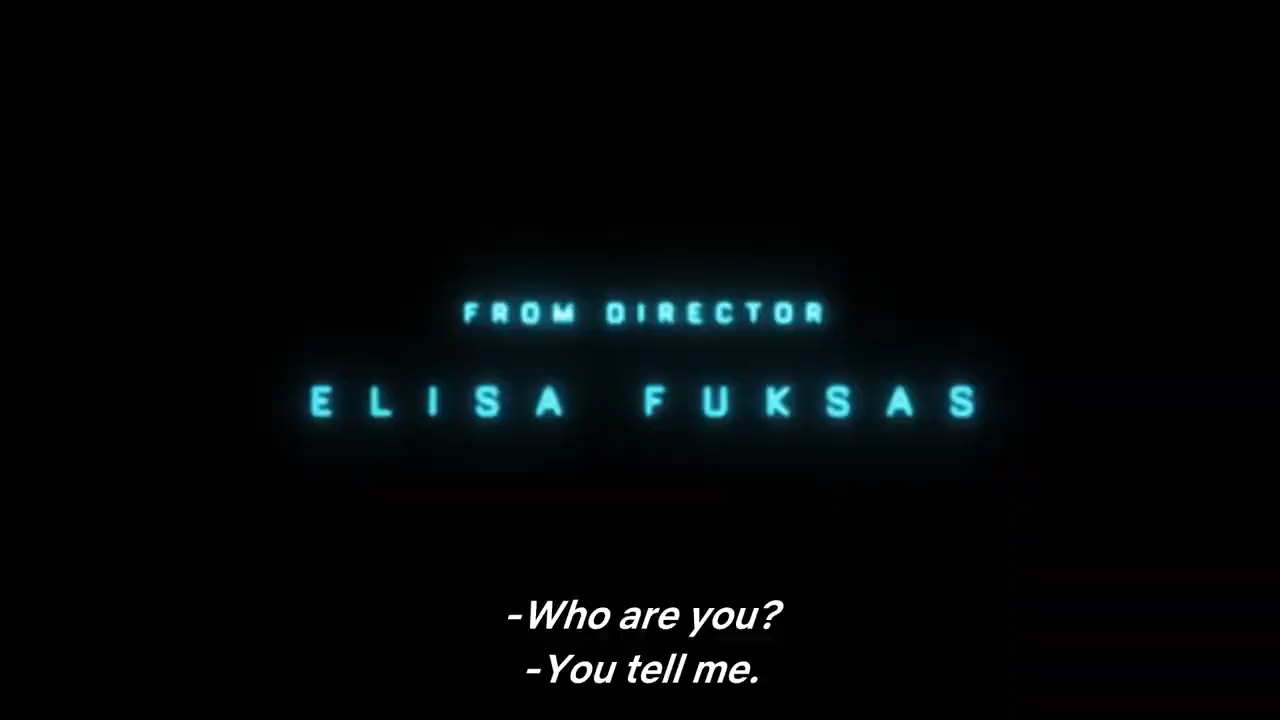 FROM DIRECTOR
ELISA FUKSAS
-Who are you?
-You tell me.